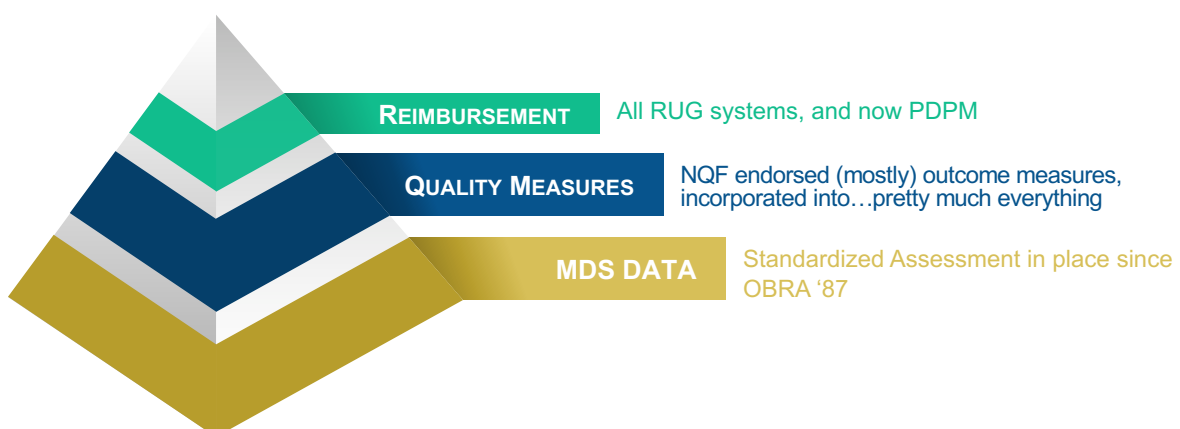 REIMBURSEMENT
All RUG systems, and now PDPM
QUALITY MEASURES
NQF endorsed (mostly) outcome measures,
incorporated into…pretty much everything
MDS DATA
Standardized Assessment in place since
OBRA ‘87